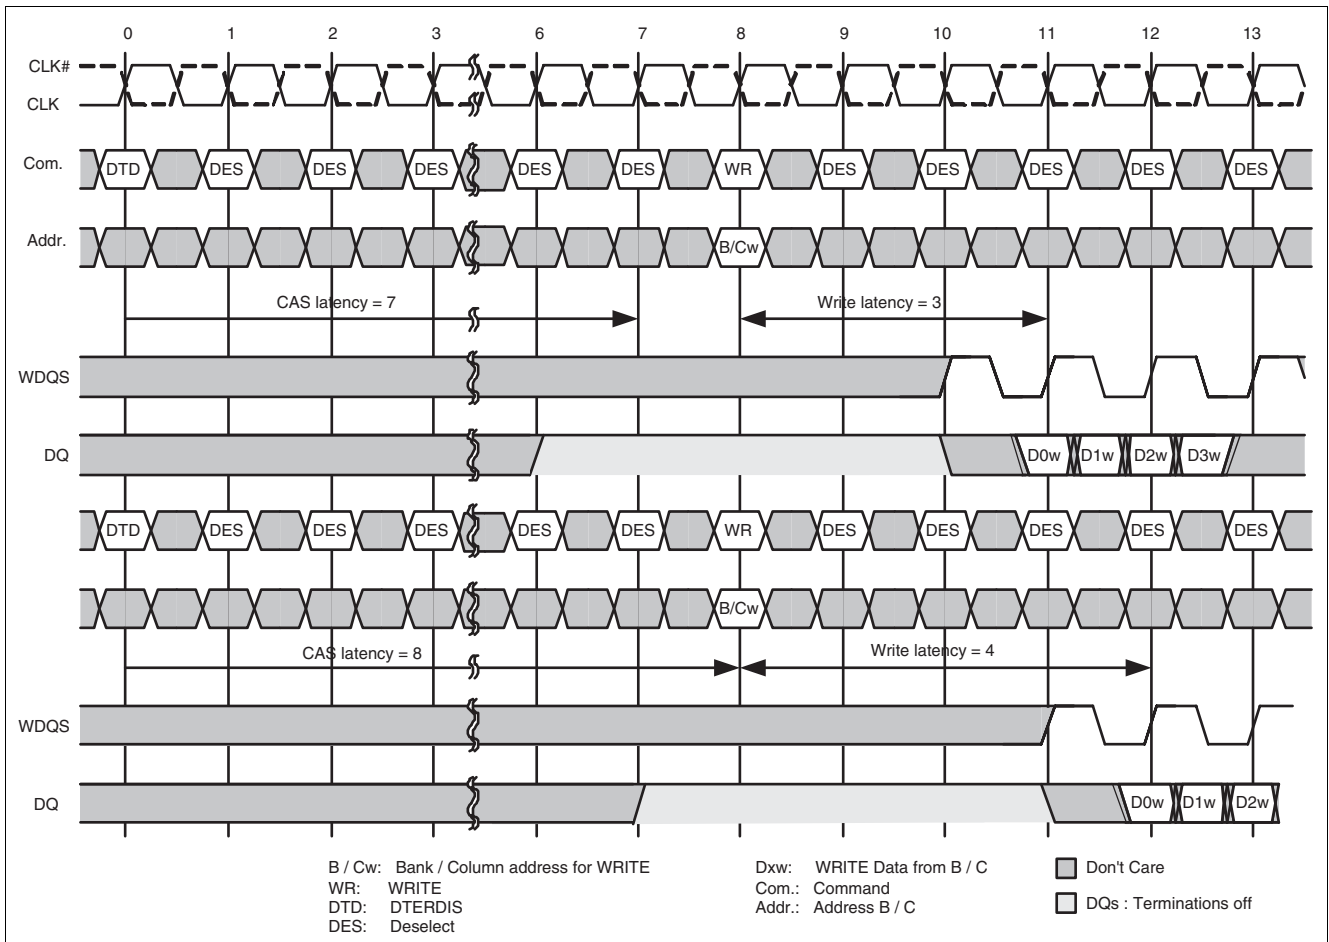 0 1 2 3 6 7 8 9 10 11 12 13
CLK#
CLK
Com. DTD DES DES DES DES DES WR DES DES DES DES DES
Addr. B/Cw
CAS latency = 7 Write latency = 3
WDQS
DQ D0w D1w D2w D3w
DTD DES DES DES DES DES WR DES DES DES DES DES
B/Cw
CAS latency = 8 Write latency = 4
WDQS
DQ D0w D1w D2w
B / Cw: Bank / Column address for WRITE
WR: WRITE
DTD: DTERDIS
DES: Deselect
Dxw: WRITE Data from B / C
Com.: Command
Addr.: Address B / C
Don't Care
DQs : Terminations off